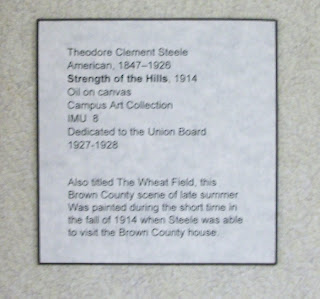 Theodore Clement Steele
American, 1847–1926
Strength of the Hills, 1914
Oil on canvas
Campus Art Collection
IMU 8
Dedicated to the Union Board
1927-1928
Also titled The Wheat Field, this
Brown County scene of late summer
Was painted during the short time in
the fall of 1914 when Steele was able
to visit the Brown County house.